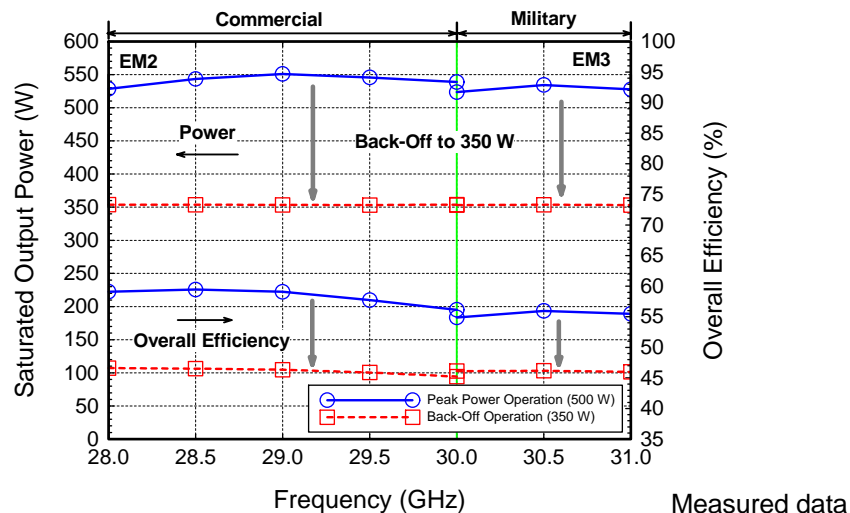 Commercial
Military
600
550
500
450
400
350
300
250
200
150
100
50
0
Saturated Output Power (W)
EM2
EM3
Power
Back-Off to 350 W
Overall Efficiency
Peak Power Operation (500 W)
Back-Off Operation (350 W)
100
95
90
85
80
75
70
65
60
55
50
45
40
35
Overall Efficiency (%)
28.0 28.5 29.0 29.5 30.0 30.5 31.0
Frequency (GHz)
Measured data